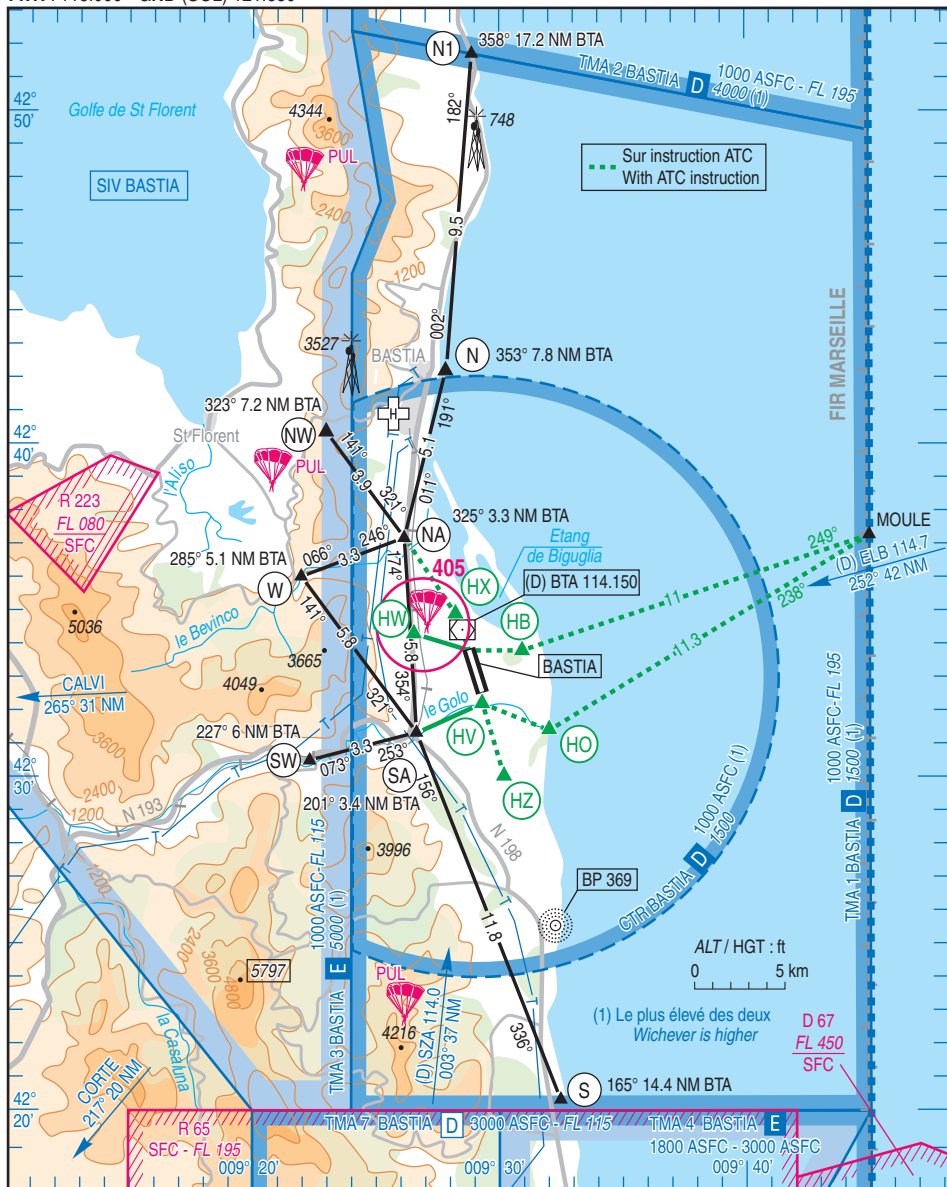 N1
358° 17.2 NM BTA
TMA 2 BASTIA D 1000 ASFC - FL 195
4000 (1)
42°
50'
Golfe de St Florent
4344
3600
PUL
182°
748
Sur instruction ATC
With ATC instruction
SIV BASTIA
2400
9.5
1200
FIR MARSEILLE
002°
3527
BASTIA
N
353° 7.8 NM BTA
323° 7.2 NM BTA
H
191°
NW
42°
40'
St Florent
141°
5.1
PUL
l'Aliso
3.9
011°
R 223
FL 080
SFC
321°
325° 3.3 NM BTA
MOULE
NA
246°
249°
285° 5.1 NM BTA
3.3
066°
Etang
de Biguglia
(D) ELB 114.7
252° 42 NM
174°
405
W
HX
(D) BTA 114.150
238°
141°
11
5036
le Bevinco
HW
HB
5.8
5.8
11.3
3665
BASTIA
4049
CALVI
265° 31 NM
354°
321°
le Golo
3600
227° 6 NM BTA
HV
HO
SW
3.3
253°
073°
SA
HZ
42°
30'
2400
1200
N 193
201° 3.4 NM BTA
156°
1000 ASFC (1)
1500
1000 ASFC-FL 195
1500 (1)
N 198
3996
CTR BASTIA D
TMA 1 BASTIA D
1000 ASFC-FL 115
5000 (1)
BP 369
1200
2400
3600
4800
11.8
ALT / HGT : ft
0 5 km
5797
E
PUL
TMA 3 BASTIA
(D) SZA 114.0
003° 37 NM
la Casaluna
4216
(1) Le plus élevé des deux
Wichever is higher
D 67
FL 450
SFC
336°
CORTE
217° 20 NM
S
165° 14.4 NM BTA
42°
20'
R 65
SFC - FL 195
TMA 7 BASTIA D 3000 ASFC - FL 115
TMA 4 BASTIA E
1800 ASFC - 3000 ASFC
009° 20'
009° 30'
009° 40'